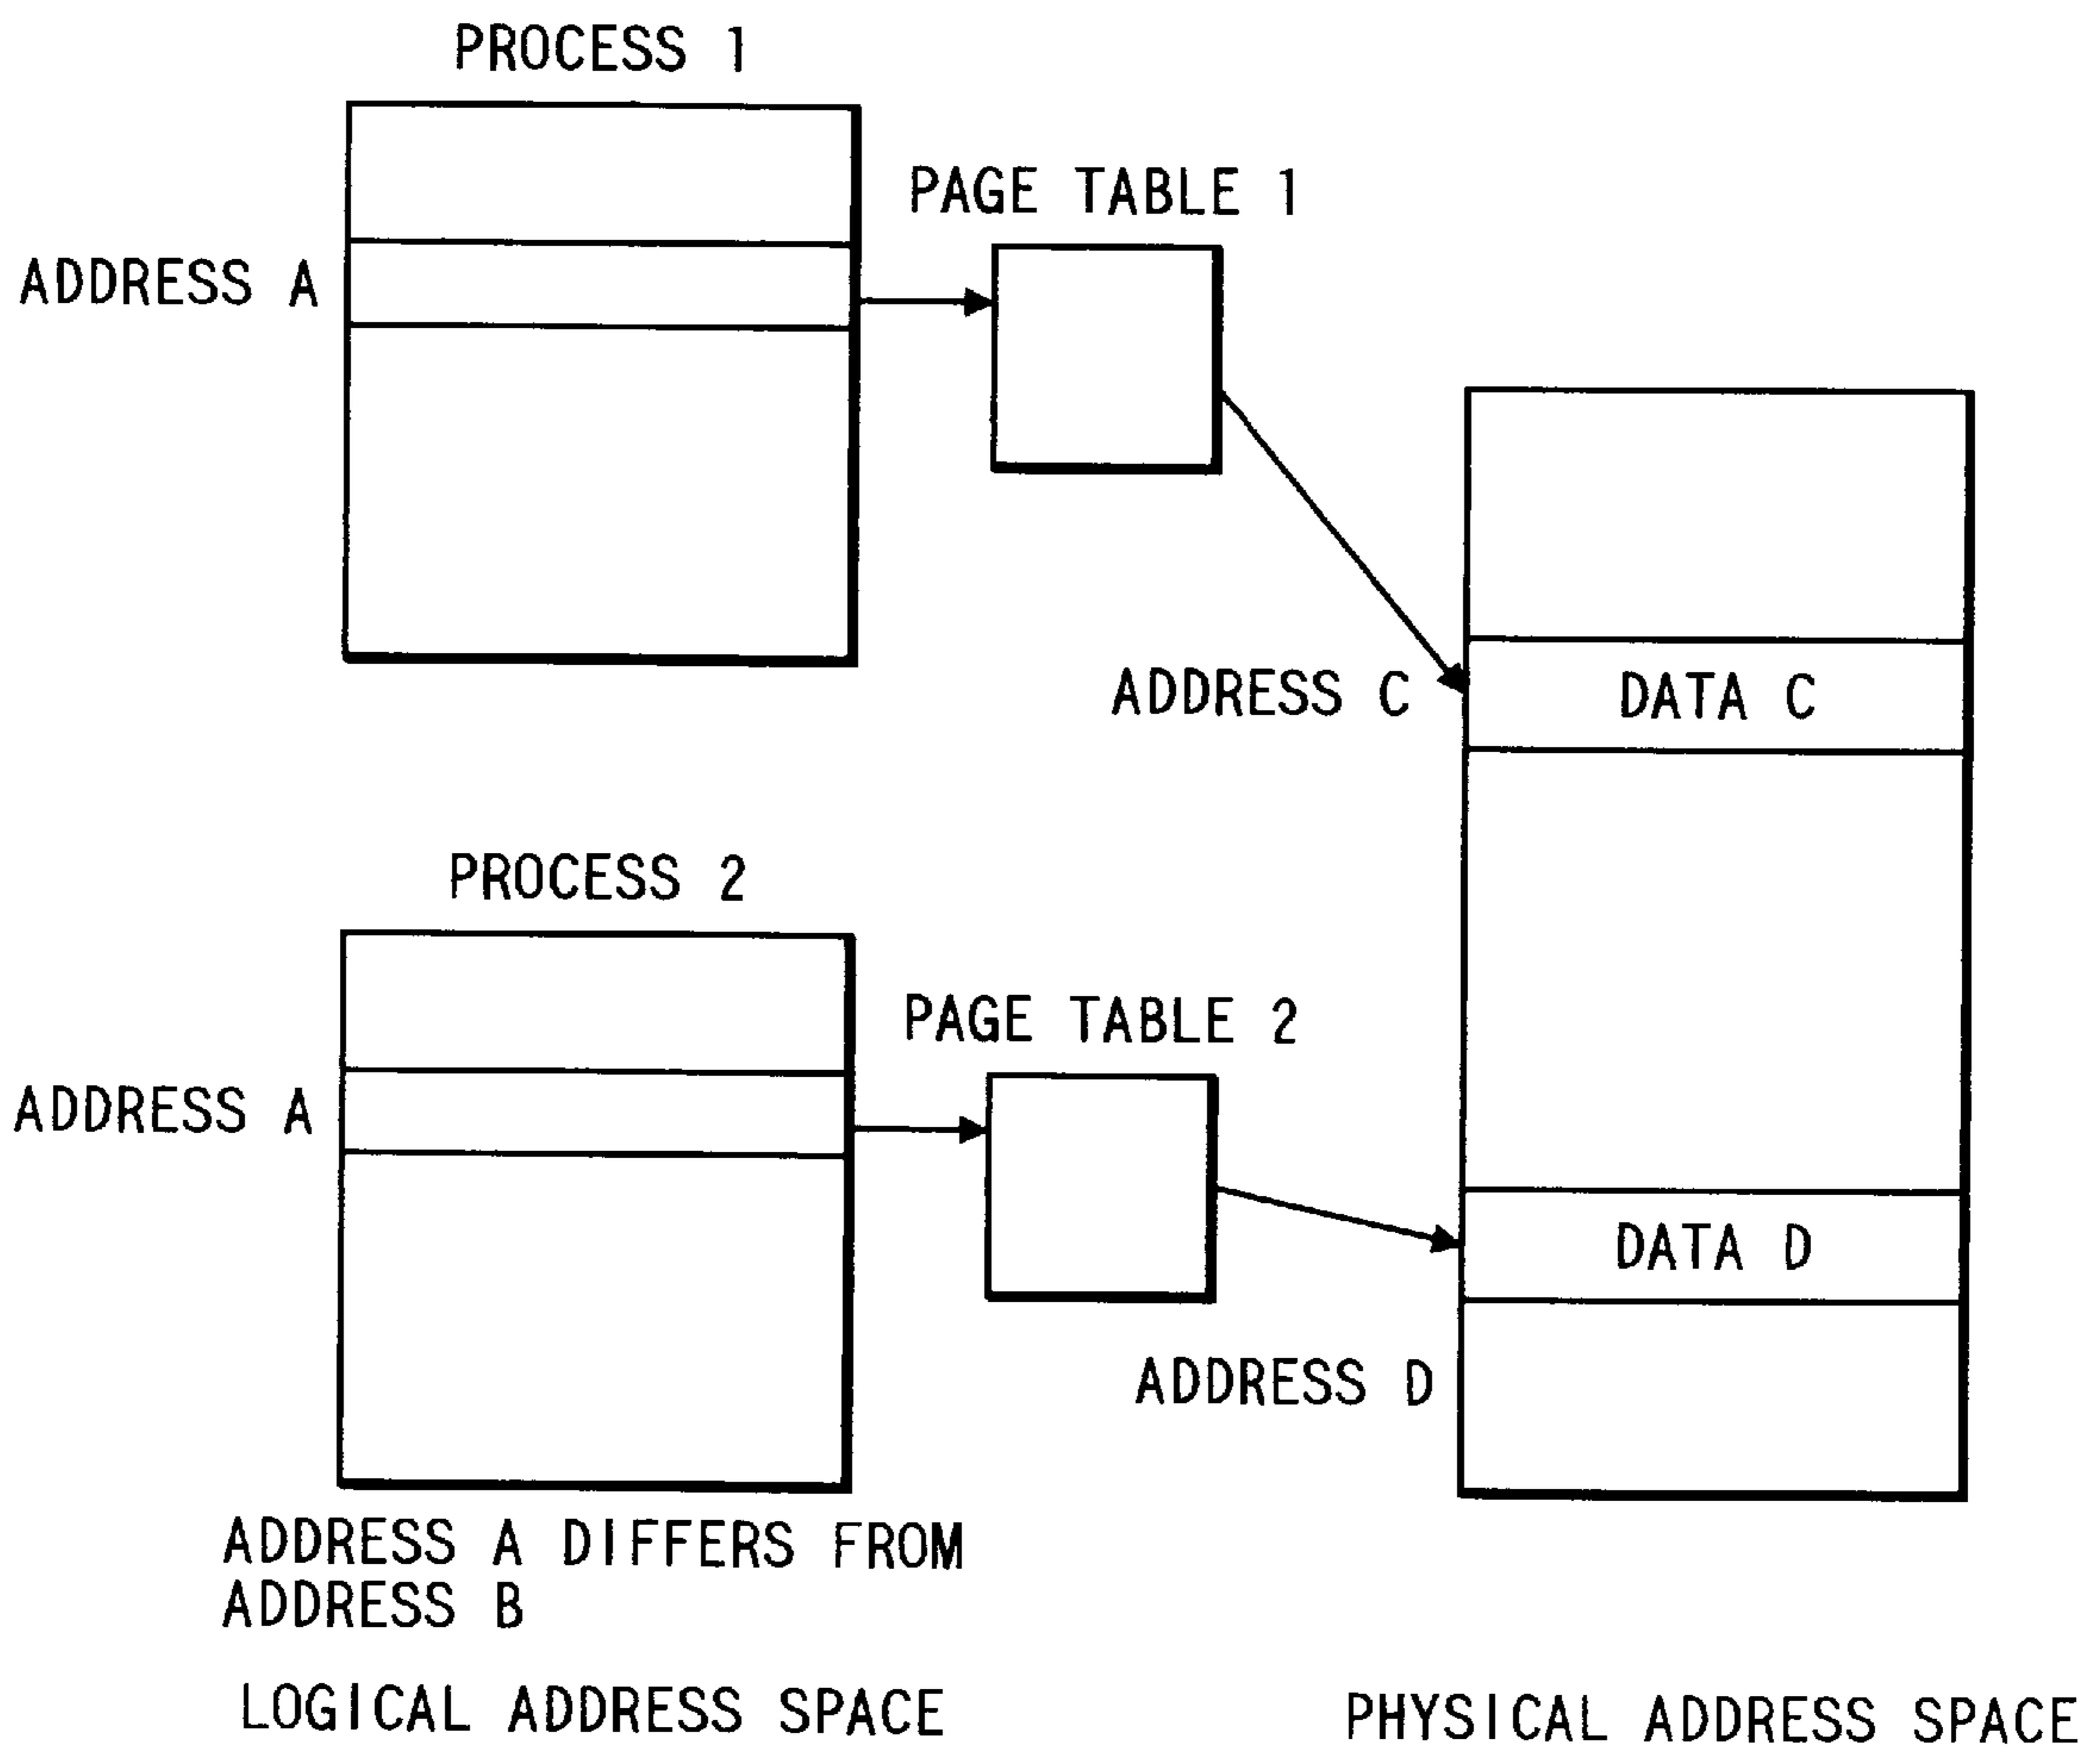 PROCESS 1
PAGE TABLE 1
ADDRESS A
ADDRESS C
DATA C
PROCESS 2
PAGE TABLE 2
ADDRESS A
DATA D
ADDRESS D
ADDRESS A DIFFERS FROM
ADDRESS B
LOGICAL ADDRESS SPACE
PHYSICAL ADDRESS SPACE